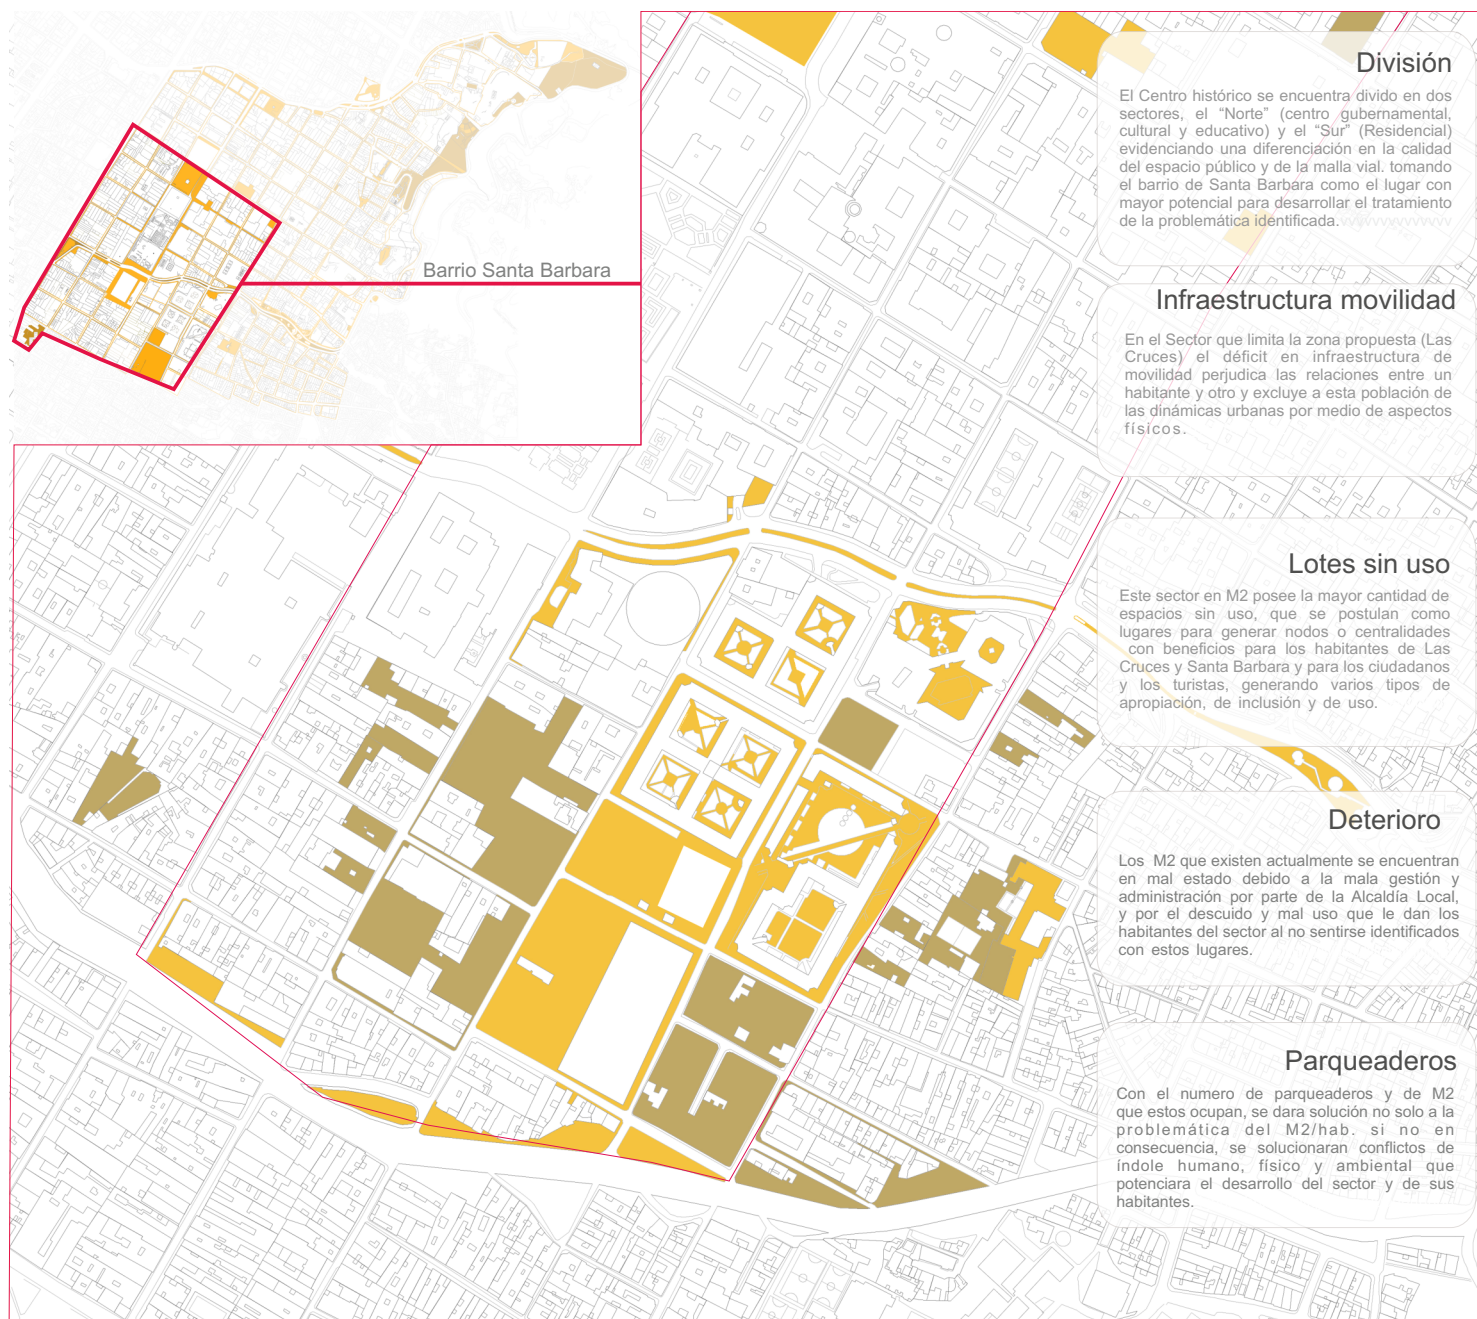 Barrio Santa Barbara
División
El Centro histórico se encuentra divido en dos
sectores, el “Norte” (centro gubernamental,
cultural y educativo) y el “Sur” (Residencial)
evidenciando una diferenciación en la calidad
del espacio público y de la malla vial. tomando
el barrio de Santa Barbara como el lugar con
mayor potencial para desarrollar el tratamiento
de la problemática identificada.
Infraestructura movilidad
En el Sector que limita la zona propuesta (Las
Cruces) el déficit en infraestructura de
movilidad perjudica las relaciones entre un
habitante y otro y excluye a esta población de
las dinámicas urbanas por medio de aspectos
físicos.
Lotes sin uso
Este sector en M2 posee la mayor cantidad de
espacios sin uso, que se postulan como
lugares para generar nodos o centralidades
con beneficios para los habitantes de Las
Cruces y Santa Barbara y para los ciudadanos
y los turistas, generando varios tipos de
apropiación, de inclusión y de uso.
Deterioro
Los M2 que existen actualmente se encuentran
en mal estado debido a la mala gestión y
administración por parte de la Alcaldía Local,
y por el descuido y mal uso que le dan los
habitantes del sector al no sentirse identificados
con estos lugares.
Parqueaderos
Con el numero de parqueaderos y de M2
que estos ocupan, se dara solución no solo a la
problemática del M2/hab. si no en
consecuencia, se solucionaran conflictos de
índole humano, físico y ambiental que
potenciara el desarrollo del sector y de sus
habitantes.